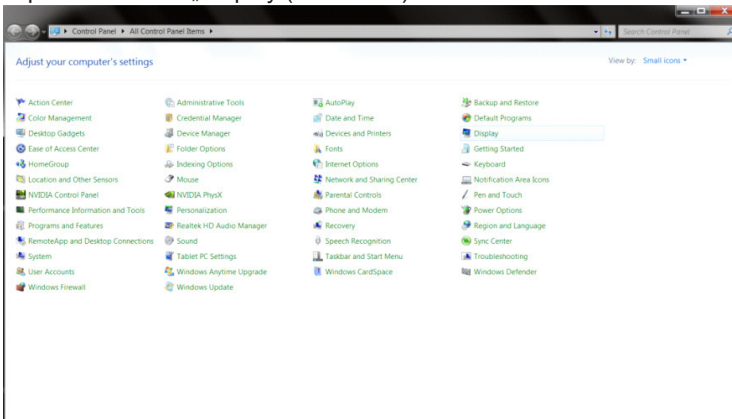 Control Panel All Control Panel Items
Search Control Panel
Adjust your computer's settings
View by: Small icons
Action Center Administrative Tools AutoPlay Backup and Restore
Color Management Credential Manager Date and Time Default Programs
Desktop Gadgets Device Manager Devices and Printers Display
Ease of Access Center Folder Options Fonts Getting Started
HomeGroup Indexing Options Internet Options Keyboard
Location and Other Sensors Mouse Network and Sharing Center Notification Area Icons
NVIDIA Control Panel NVIDIA PhysX Parental Controls Pen and Touch
Performance Information and Tools Personalization Phone and Modem Power Options
Programs and Features Realtek HD Audio Manager Recovery Region and Language
RemoteApp and Desktop Connections Sound Speech Recognition Sync Center
System Tablet PC Settings Taskbar and Start Menu Troubleshooting
User Accounts Windows Anytime Upgrade Windows CardSpace Windows Defender
Windows Firewall Windows Update